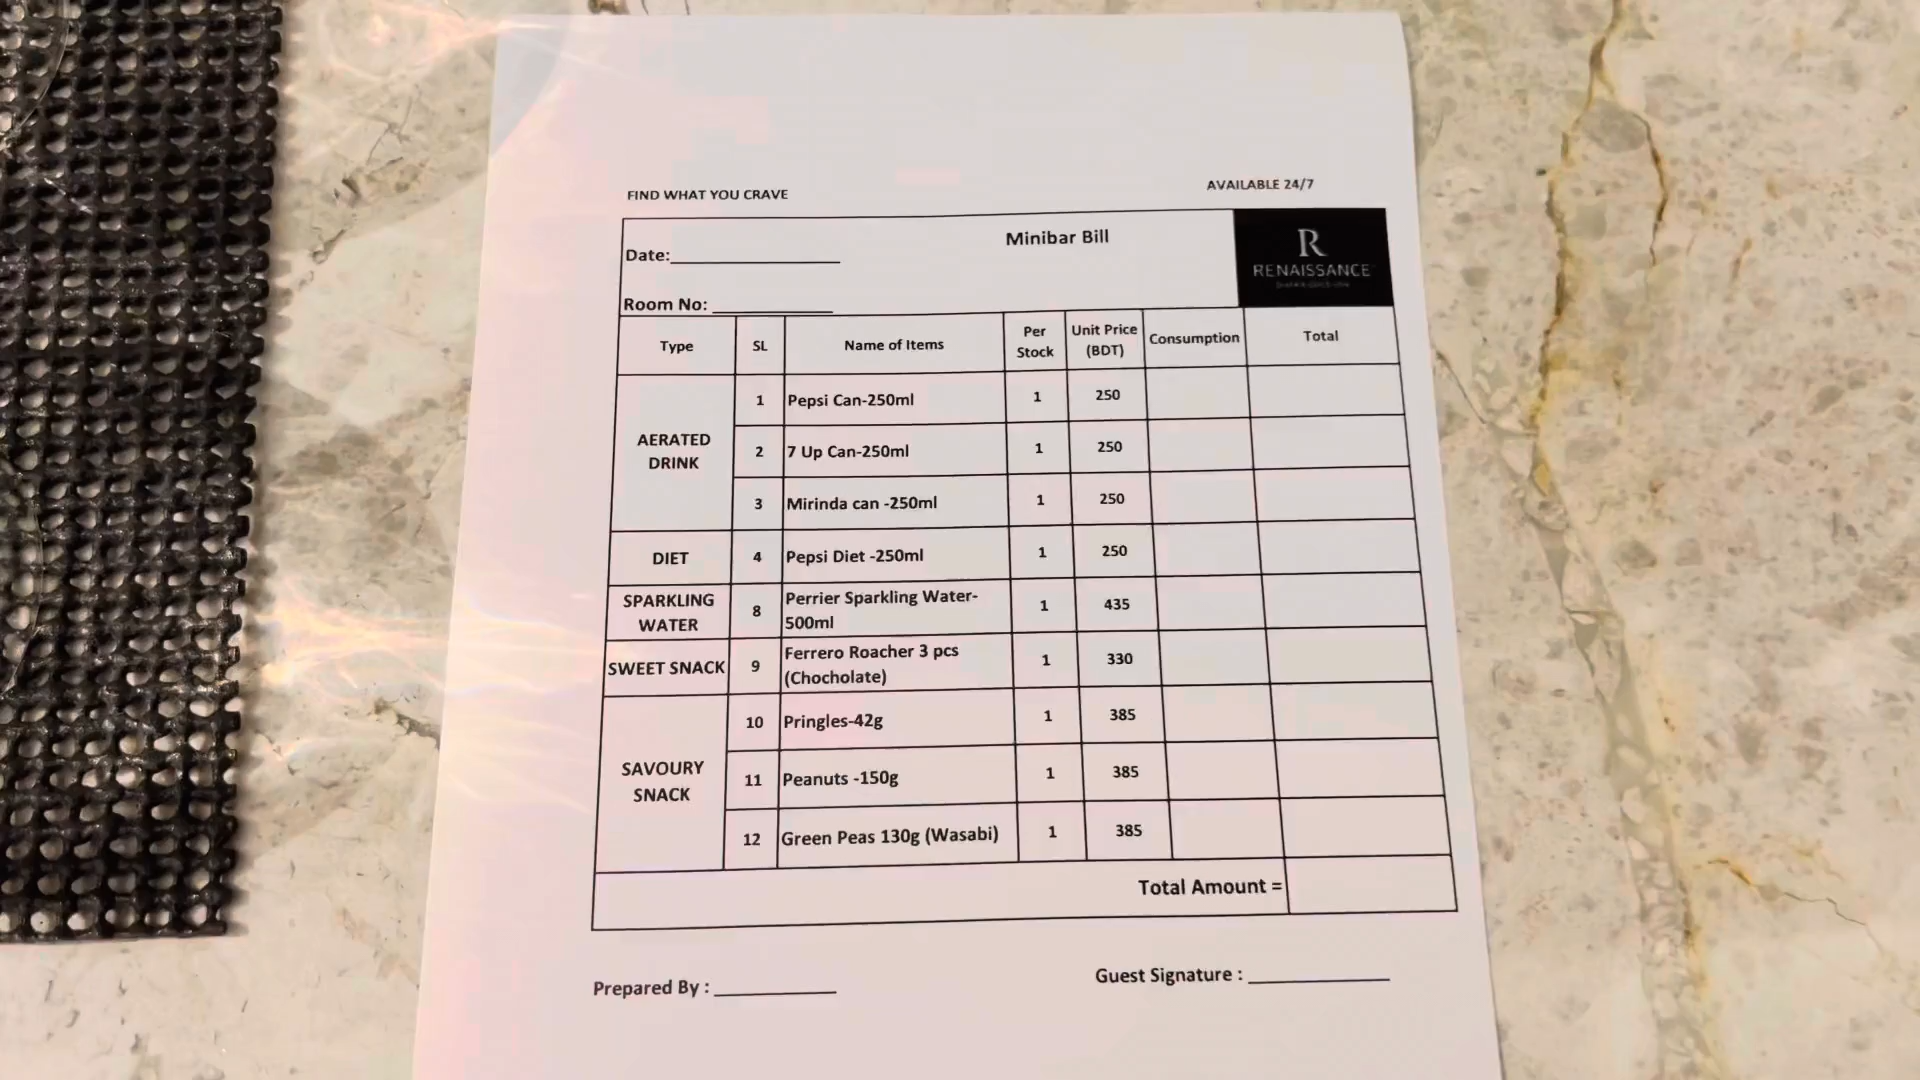 FIND WHAT YOU CRAVE
AVAILABLE 24/7
Minibar Bill
Date:
Room No:
R
RENAISSANCE
Type SL Name of Items Per Stock Unit Price (BDT) Consumption Total
AERATED DRINK
1 Pepsi Can-250ml 1 250
2 7 Up Can-250ml 1 250
3 Mirinda can -250ml 1 250
DIET 4 Pepsi Diet -250ml 1 250
SPARKLING WATER 8 Perrier Sparkling Water-500ml 1 435
SWEET SNACK 9 Ferrero Roacher 3 pcs (Chocholate) 1 330
SAVOURY SNACK
10 Pringles-42g 1 385
11 Peanuts -150g 1 385
12 Green Peas 130g (Wasabi) 1 385
Total Amount =
Prepared By :
Guest Signature :